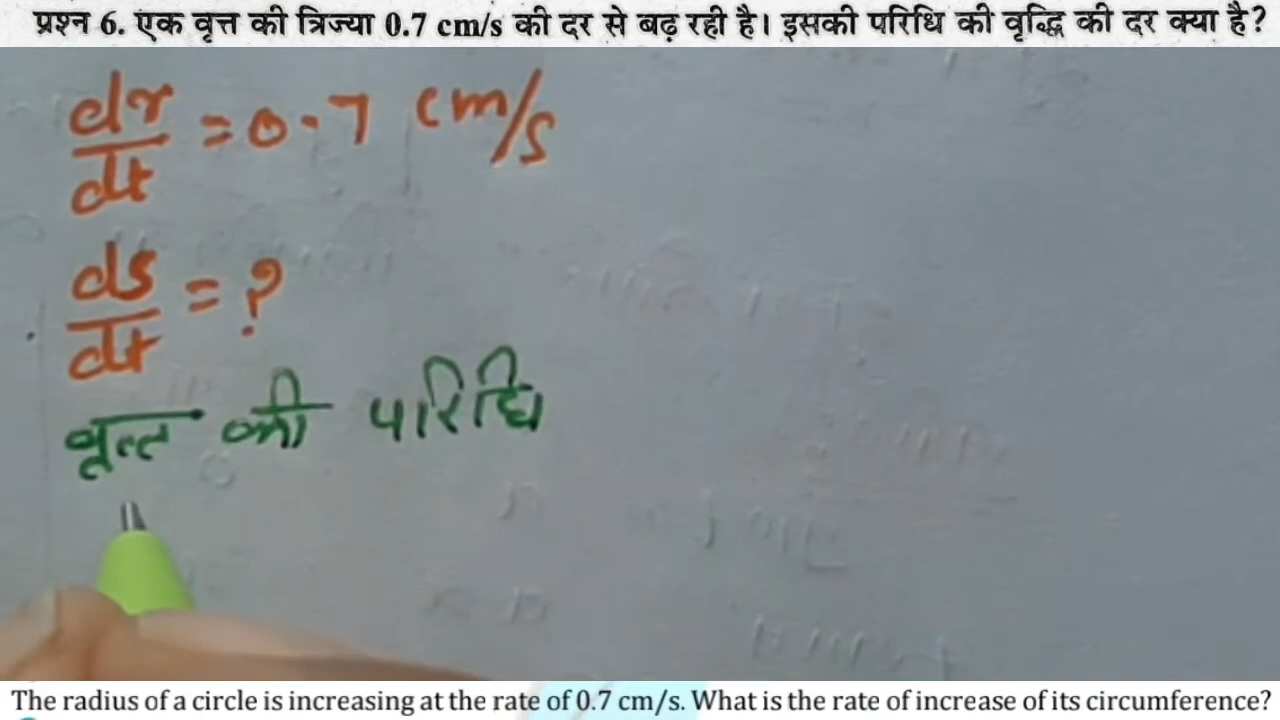 प्रश्न 6. एक वृत्त की त्रिज्या 0.7 cm/s की दर से बढ़ रही है। इसकी परिधि की वृद्धि की दर क्या है?
dr/dt = 0.7 cm/s
ds/dt = ?
वृत्त की परिधि
The radius of a circle is increasing at the rate of 0.7 cm/s. What is the rate of increase of its circumference?